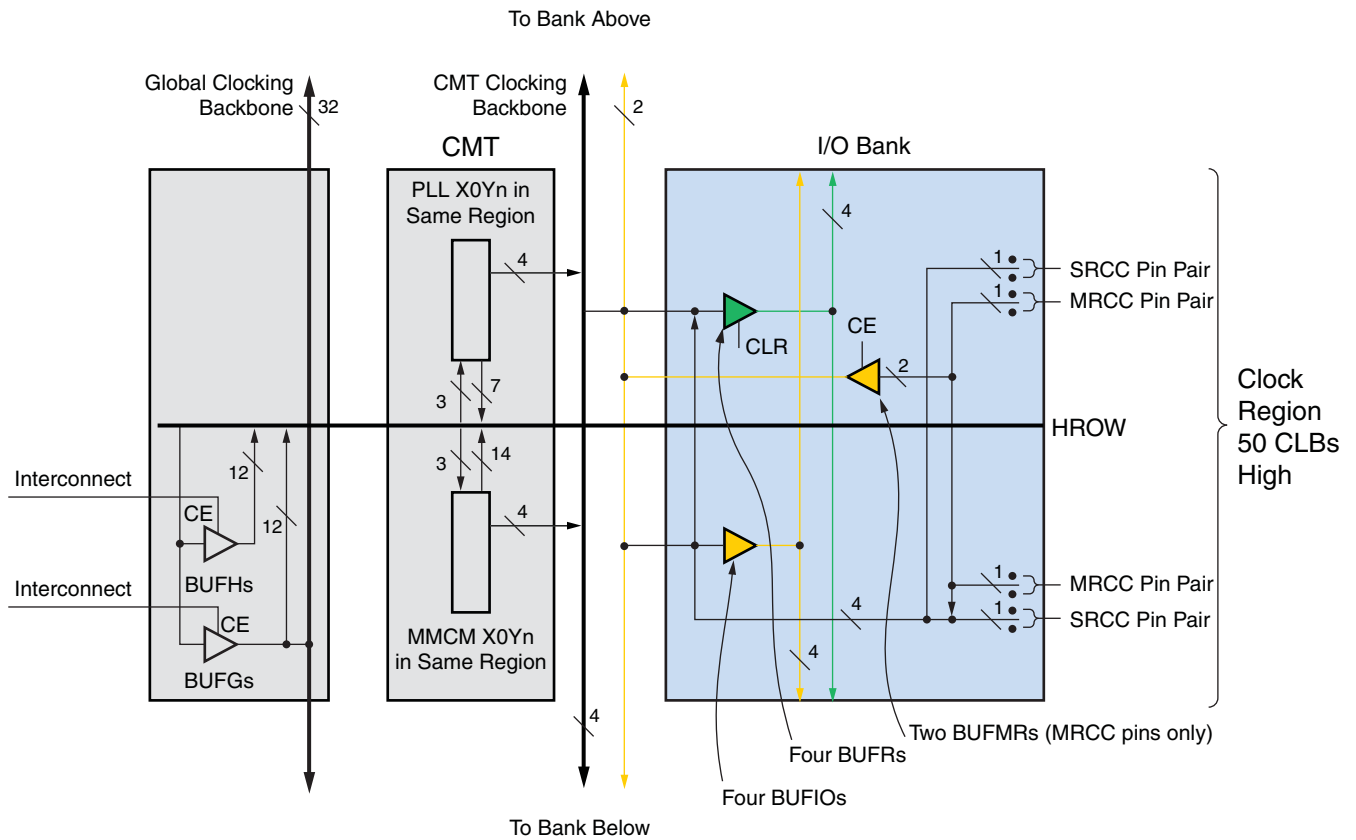 To Bank Above
Global Clocking
Backbone
32
CMT Clocking
Backbone
2
CMT
I/O Bank
PLL X0Yn in
Same Region
4
4
1
SRCC Pin Pair
1
MRCC Pin Pair
CLR
CE
2
3
7
Clock
Region
50 CLBs
High
HROW
3
14
12
12
Interconnect
CE
BUFHs
4
Interconnect
CE
BUFGs
MMCM X0Yn
in Same Region
1
MRCC Pin Pair
1
SRCC Pin Pair
4
4
4
Two BUFMRs (MRCC pins only)
Four BUFRs
Four BUFIOs
To Bank Below